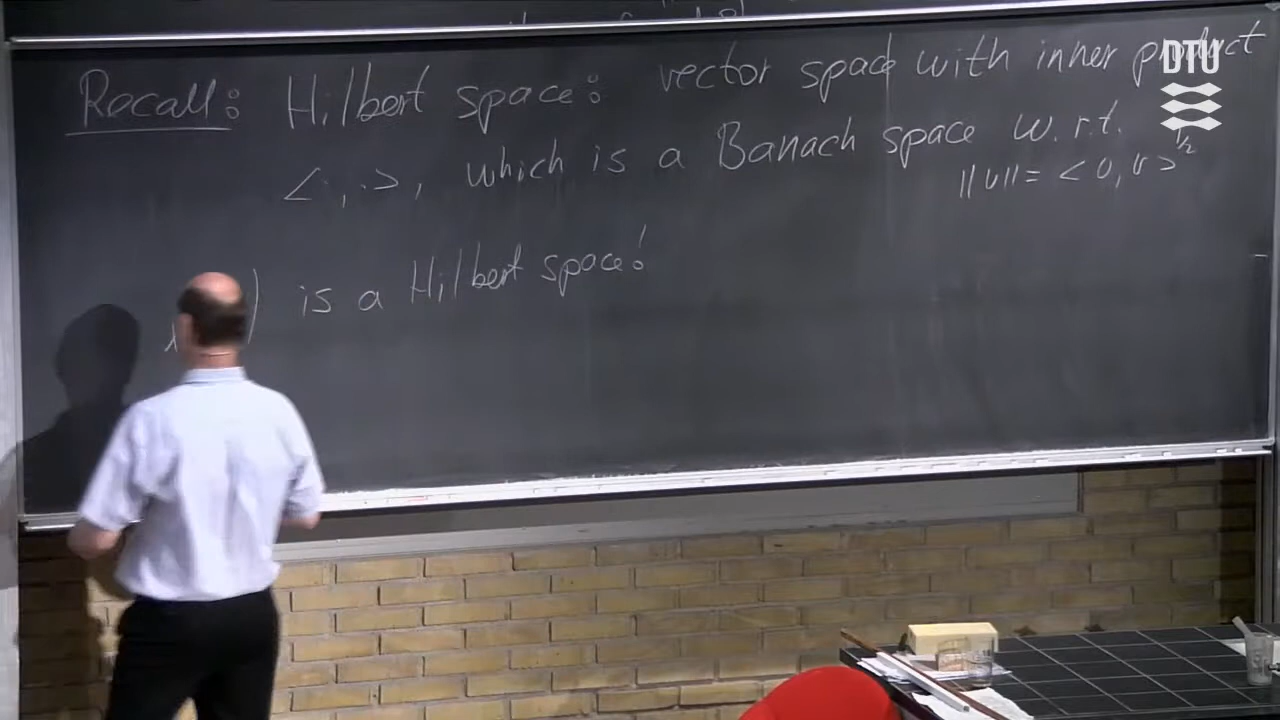 Recall: Hilbert space: vector space with inner product
<·,·>, which is a Banach space w.r.t.
||v|| = <v, v>^{1/2}
) is a Hilbert space!
DTU